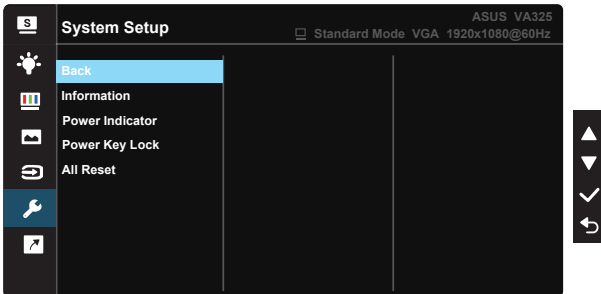 S
System Setup
ASUS VA325
Standard Mode VGA 1920x1080@60Hz
Back
Information
Power Indicator
Power Key Lock
All Reset